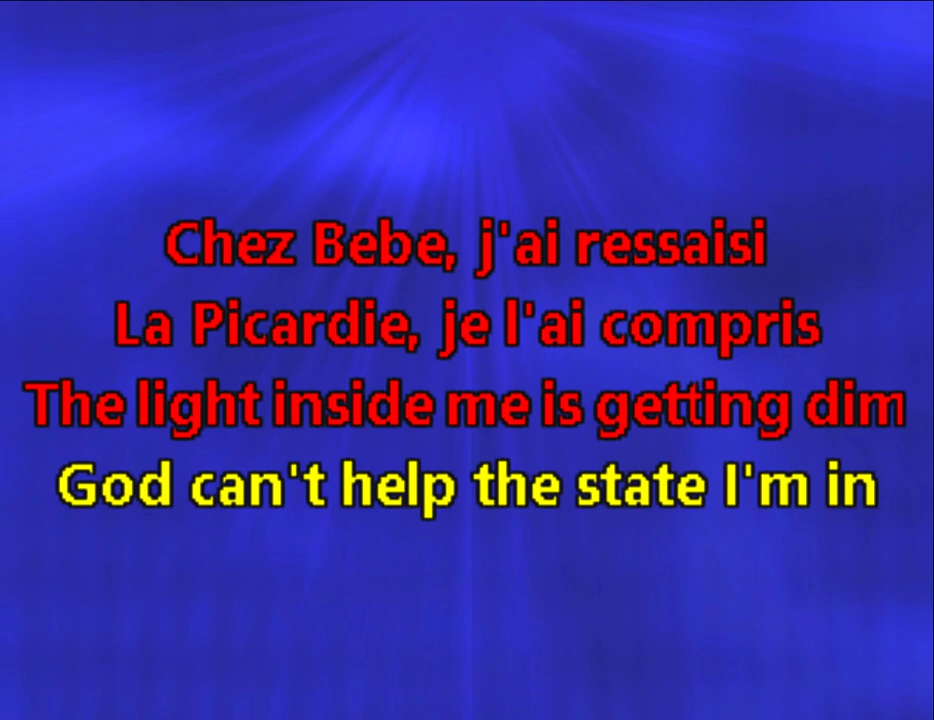 Chez Bebe, j'ai ressaisi
La Picardie, je l'ai compris
The light inside me is getting dim
God can't help the state I'm in